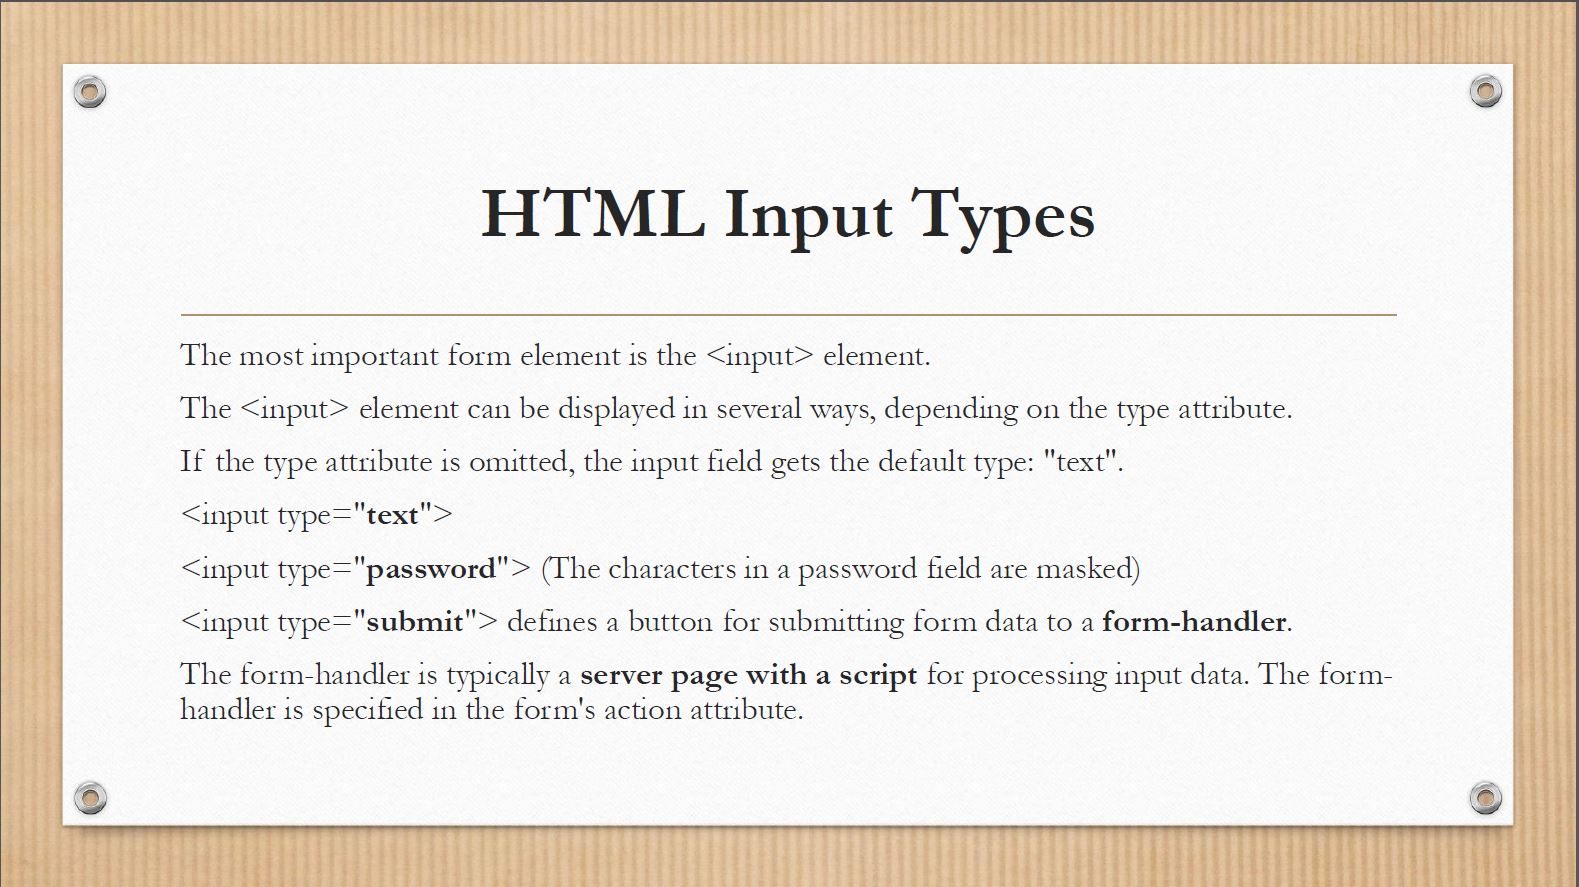 HTML Input Types
The most important form element is the <input> element.
The <input> element can be displayed in several ways, depending on the type attribute.
If the type attribute is omitted, the input field gets the default type: "text".
<input type="text">
<input type="password"> (The characters in a password field are masked)
<input type="submit"> defines a button for submitting form data to a form-handler.
The form-handler is typically a server page with a script for processing input data. The form-
handler is specified in the form's action attribute.